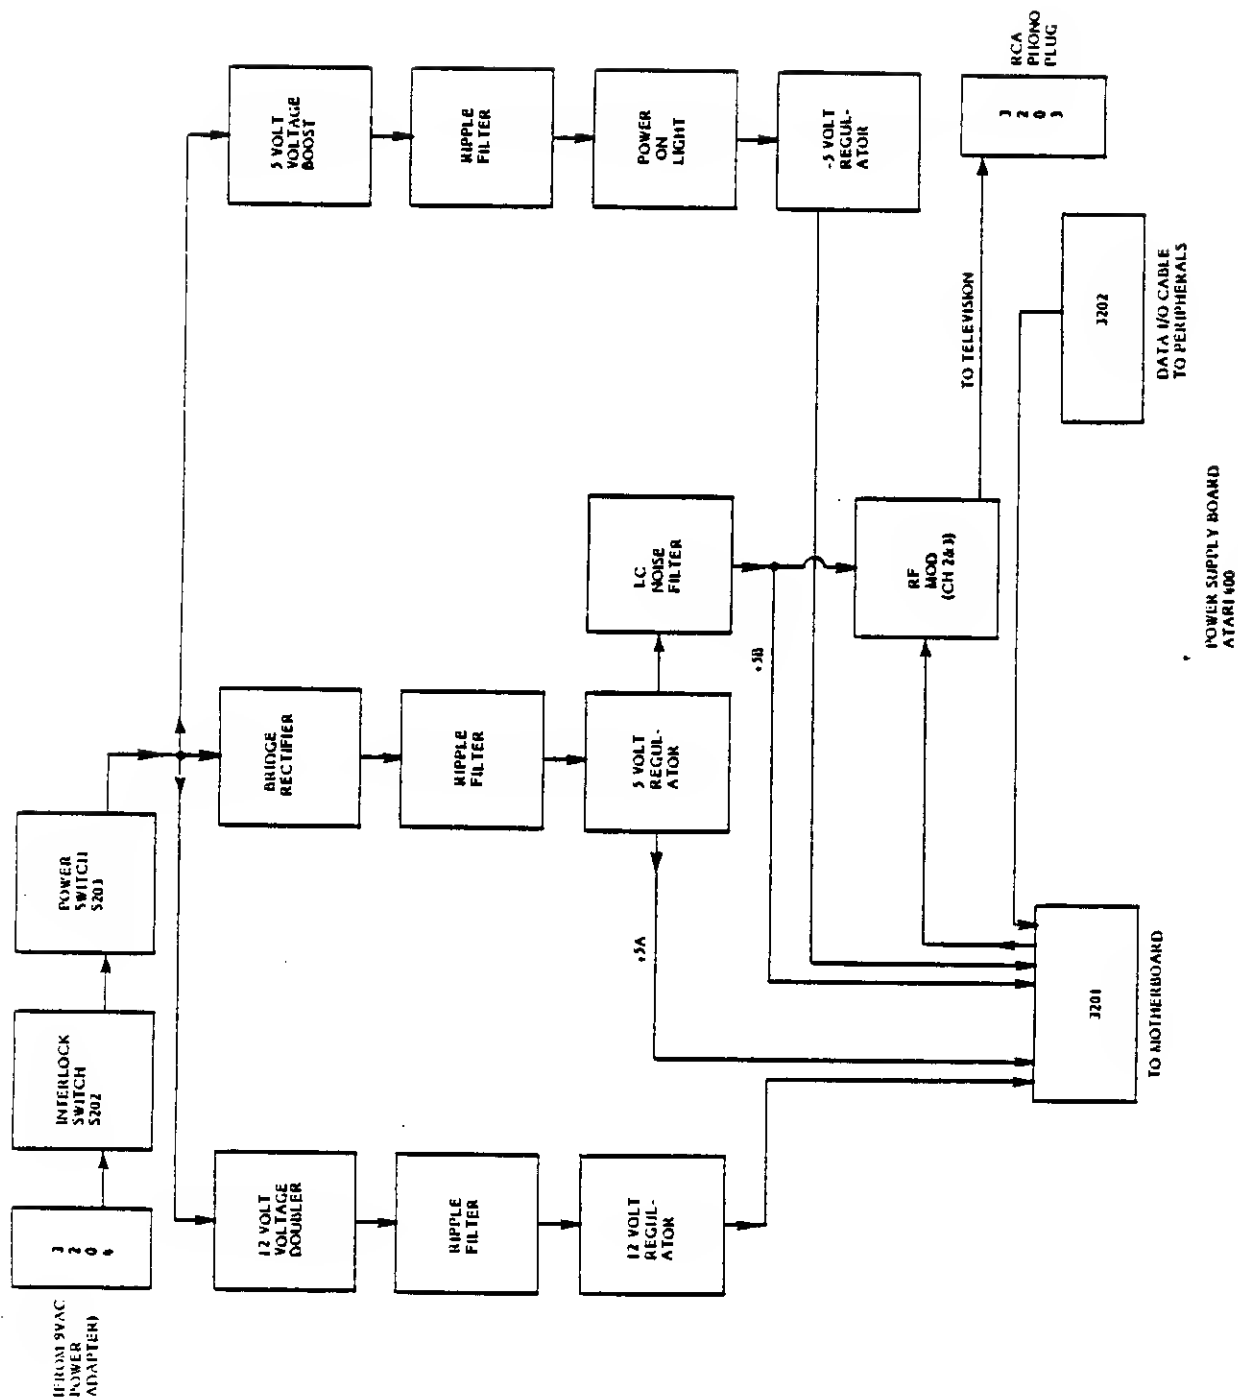 (FROM 9VAC
POWER
ADAPTER)
J
2
0
4
INTERLOCK
SWITCH
S202
POWER
SWITCH
S203
12 VOLT
VOLTAGE
DOUBLER
BRIDGE
RECTIFIER
5 VOLT
VOLTAGE
BOOST
RIPPLE
FILTER
RIPPLE
FILTER
RIPPLE
FILTER
12 VOLT
REGUL-
ATOR
5 VOLT
REGUL-
ATOR
LC
NOISE
FILTER
POWER
ON
LIGHT
+5A
+5B
-5 VOLT
REGUL-
ATOR
RF
MOD
(CH 2&3)
TO TELEVISION
RCA
PHONO
PLUG
J
2
0
3
J201
TO MOTHERBOARD
J202
DATA I/O CABLE
TO PERIPHERALS
POWER SUPPLY BOARD
ATARI 400